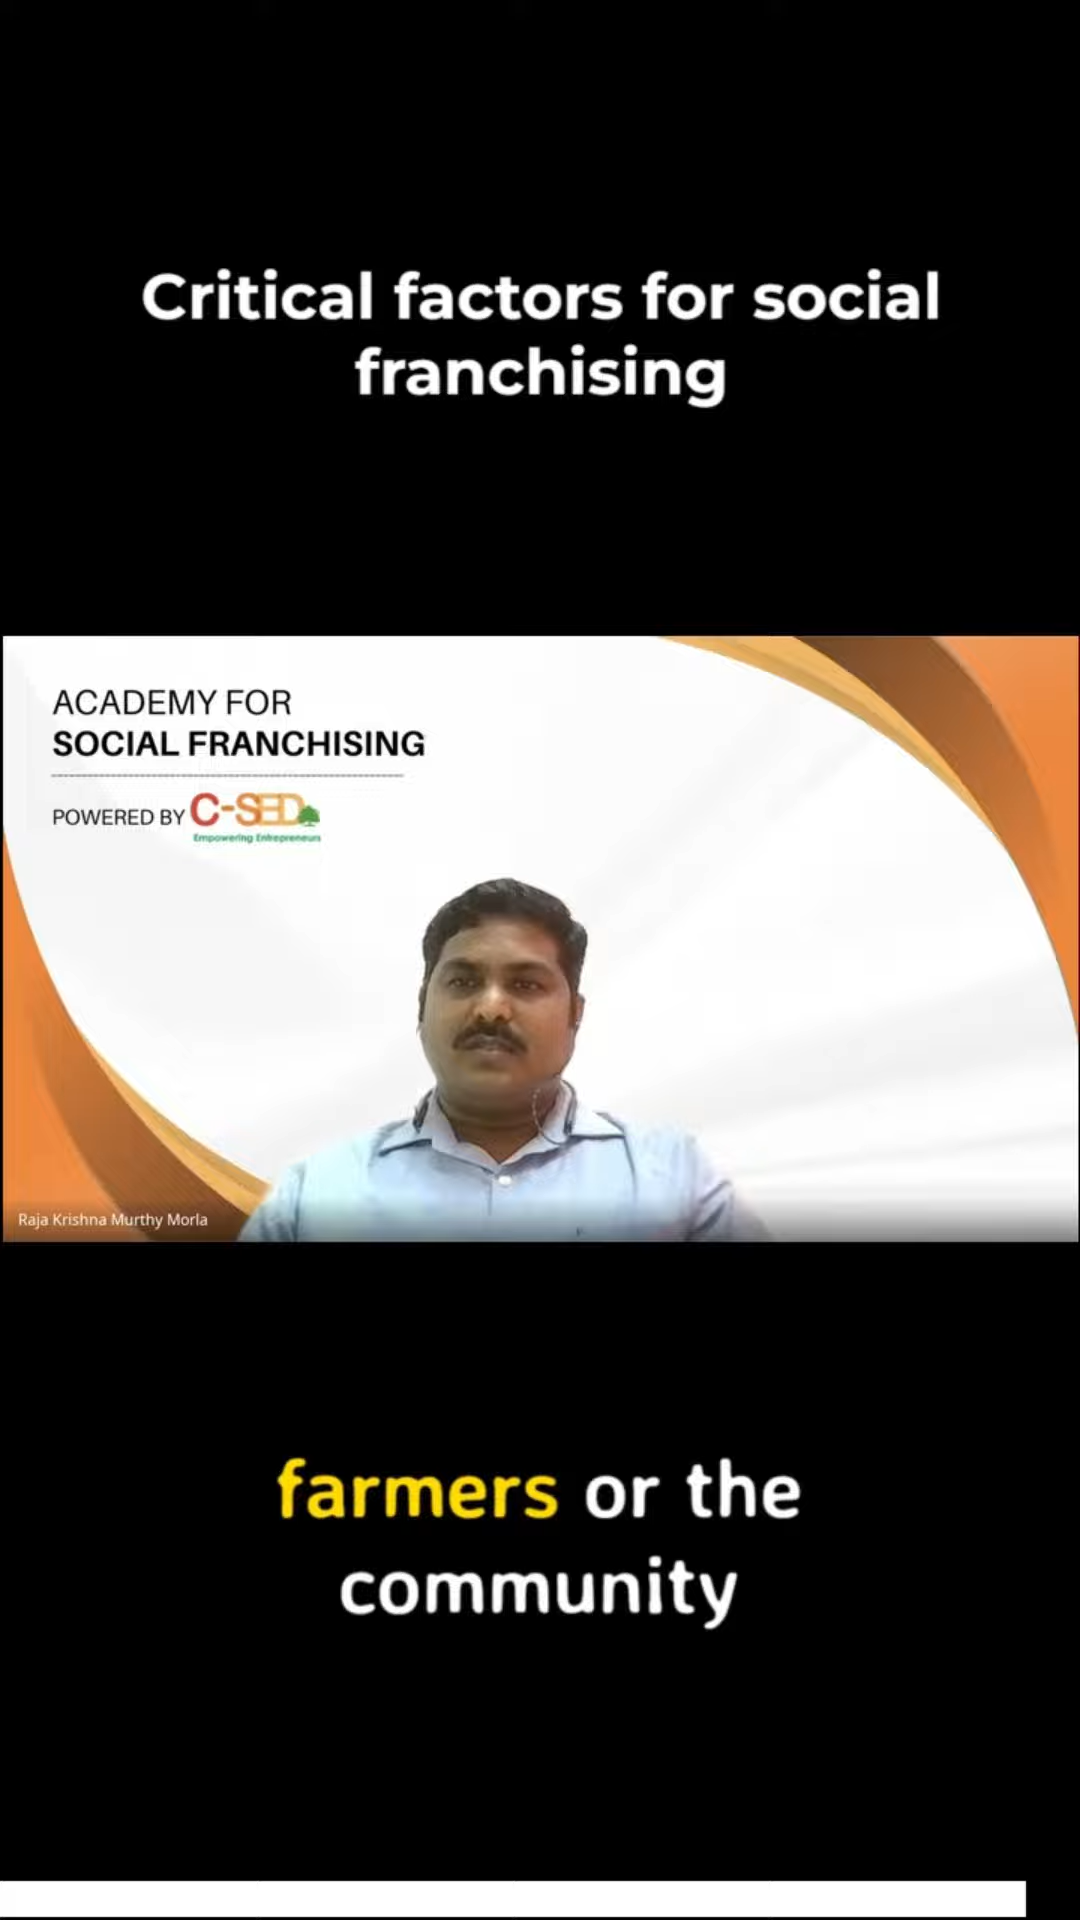 Critical factors for social
franchising
ACADEMY FOR
SOCIAL FRANCHISING
POWERED BY C-SED
Empowering Entrepreneurs
Raja Krishna Murthy Morla
farmers or the
community